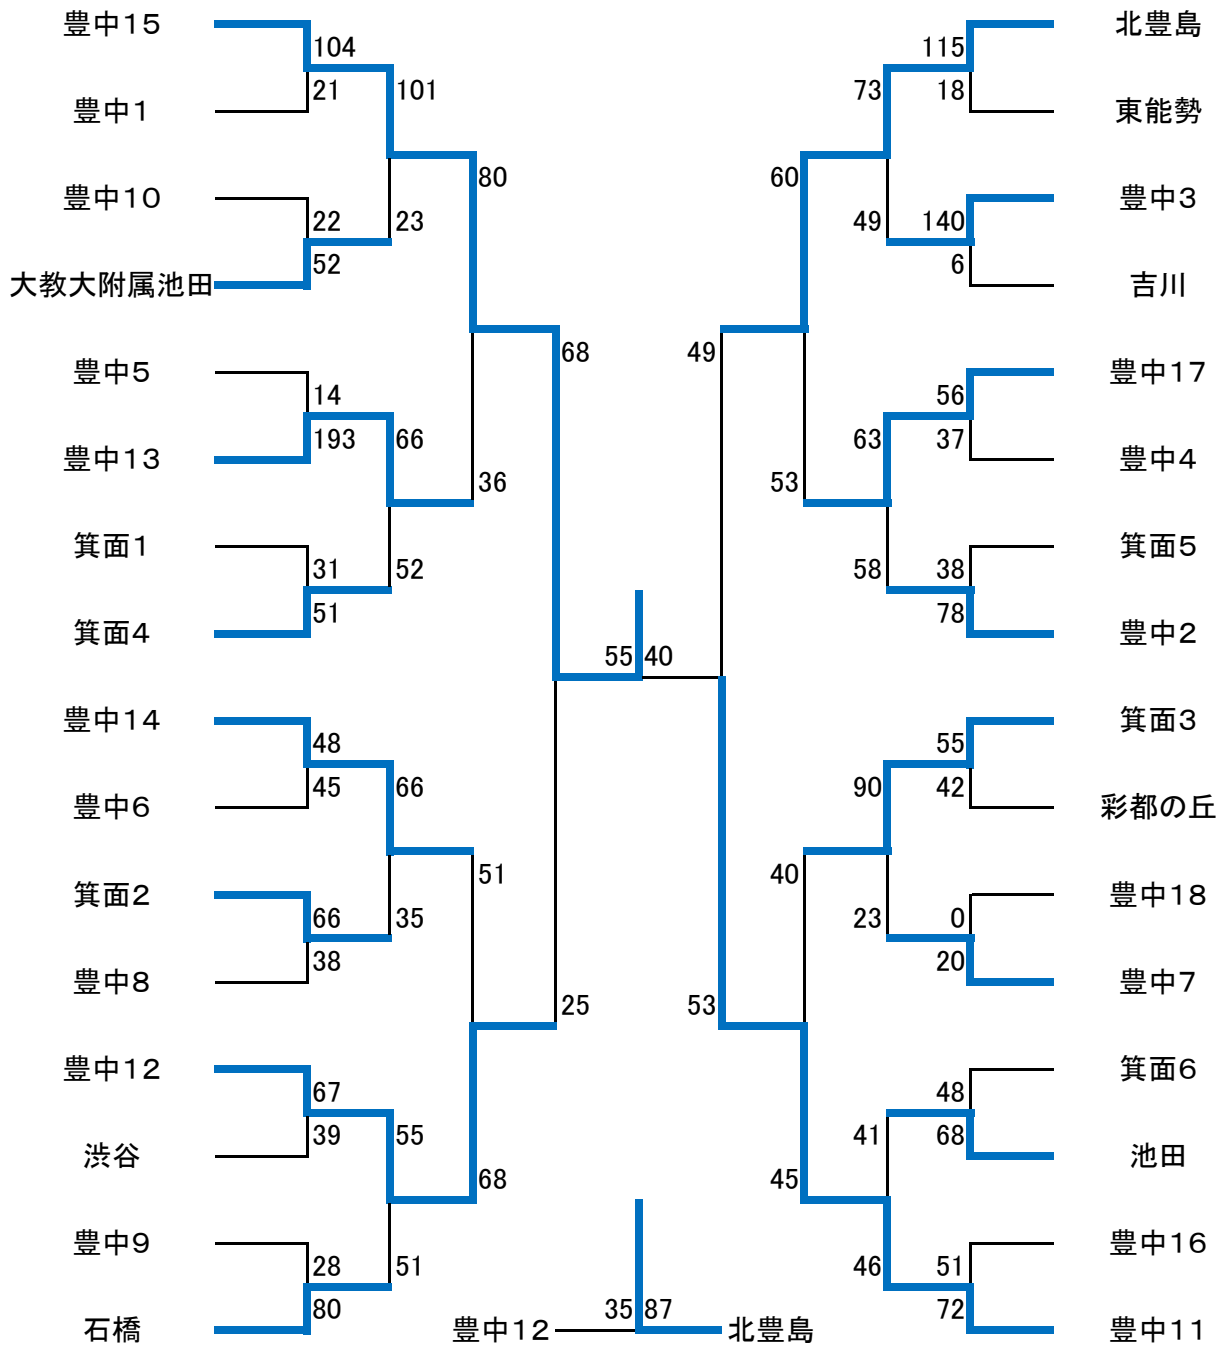 豊中15
104
21
豊中1
101
豊中10
22
52
大教大附属池田
23
80
豊中5
14
193
豊中13
66
箕面1
31
51
箕面4
52
36
68
豊中14
48
45
豊中6
66
箕面2
66
38
豊中8
35
51
豊中12
67
39
渋谷
55
豊中9
28
80
石橋
51
68
25
55 40
北豊島
115
18
東能勢
73
豊中3
140
6
吉川
49
60
豊中17
56
37
豊中4
63
箕面5
38
78
豊中2
58
53
49
箕面3
55
42
彩都の丘
90
豊中18
0
20
豊中7
23
40
箕面6
48
68
池田
41
豊中16
51
72
豊中11
46
45
53
豊中12 35 87 北豊島